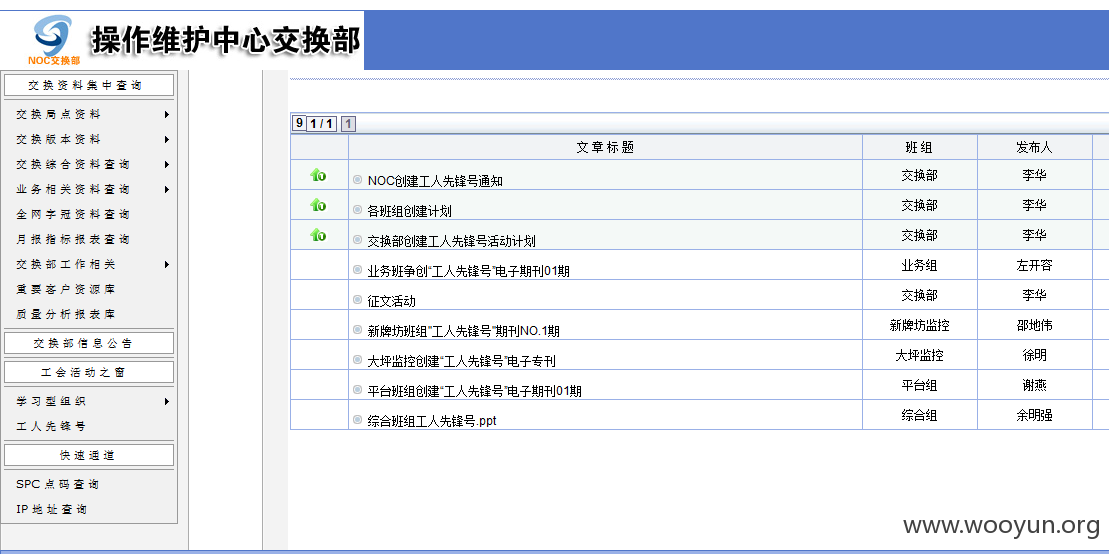 操作维护中心交换部
NOC交换部
交换资料集中查询
交换局点资料
交换版本资料
交换综合资料查询
业务相关资料查询
全网字冠资料查询
月报指标报表查询
交换部工作相关
重要客户资源库
质量分析报表库
交换部信息公告
工会活动之窗
学习型组织
工人先锋号
快速通道
SPC 点码查询
IP 地址查询
9 1 / 1 1
文章标题 班组 发布人
NOC创建工人先锋号通知 交换部 李华
各班组创建计划 交换部 李华
交换部创建工人先锋号活动计划 交换部 李华
业务班争创“工人先锋号”电子期刊01期 业务组 左开容
征文活动 交换部 李华
新牌坊班组”工人先锋号”期刊NO.1期 新牌坊监控 邵地伟
大坪监控创建“工人先锋号”电子专刊 大坪监控 徐明
平台班组创建“工人先锋号”电子期刊01期 平台组 谢燕
综合班组工人先锋号.ppt 综合组 余明强
www.wooyun.org